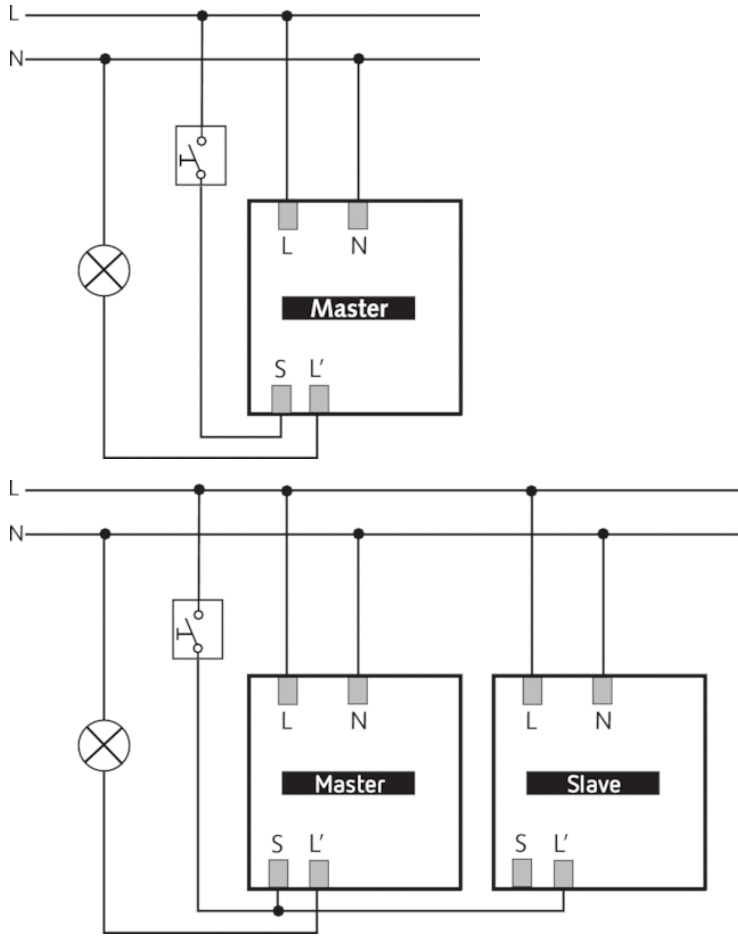 L
N
L N
Master
S L′
L
N
L N L N
Master Slave
S L′ S L′